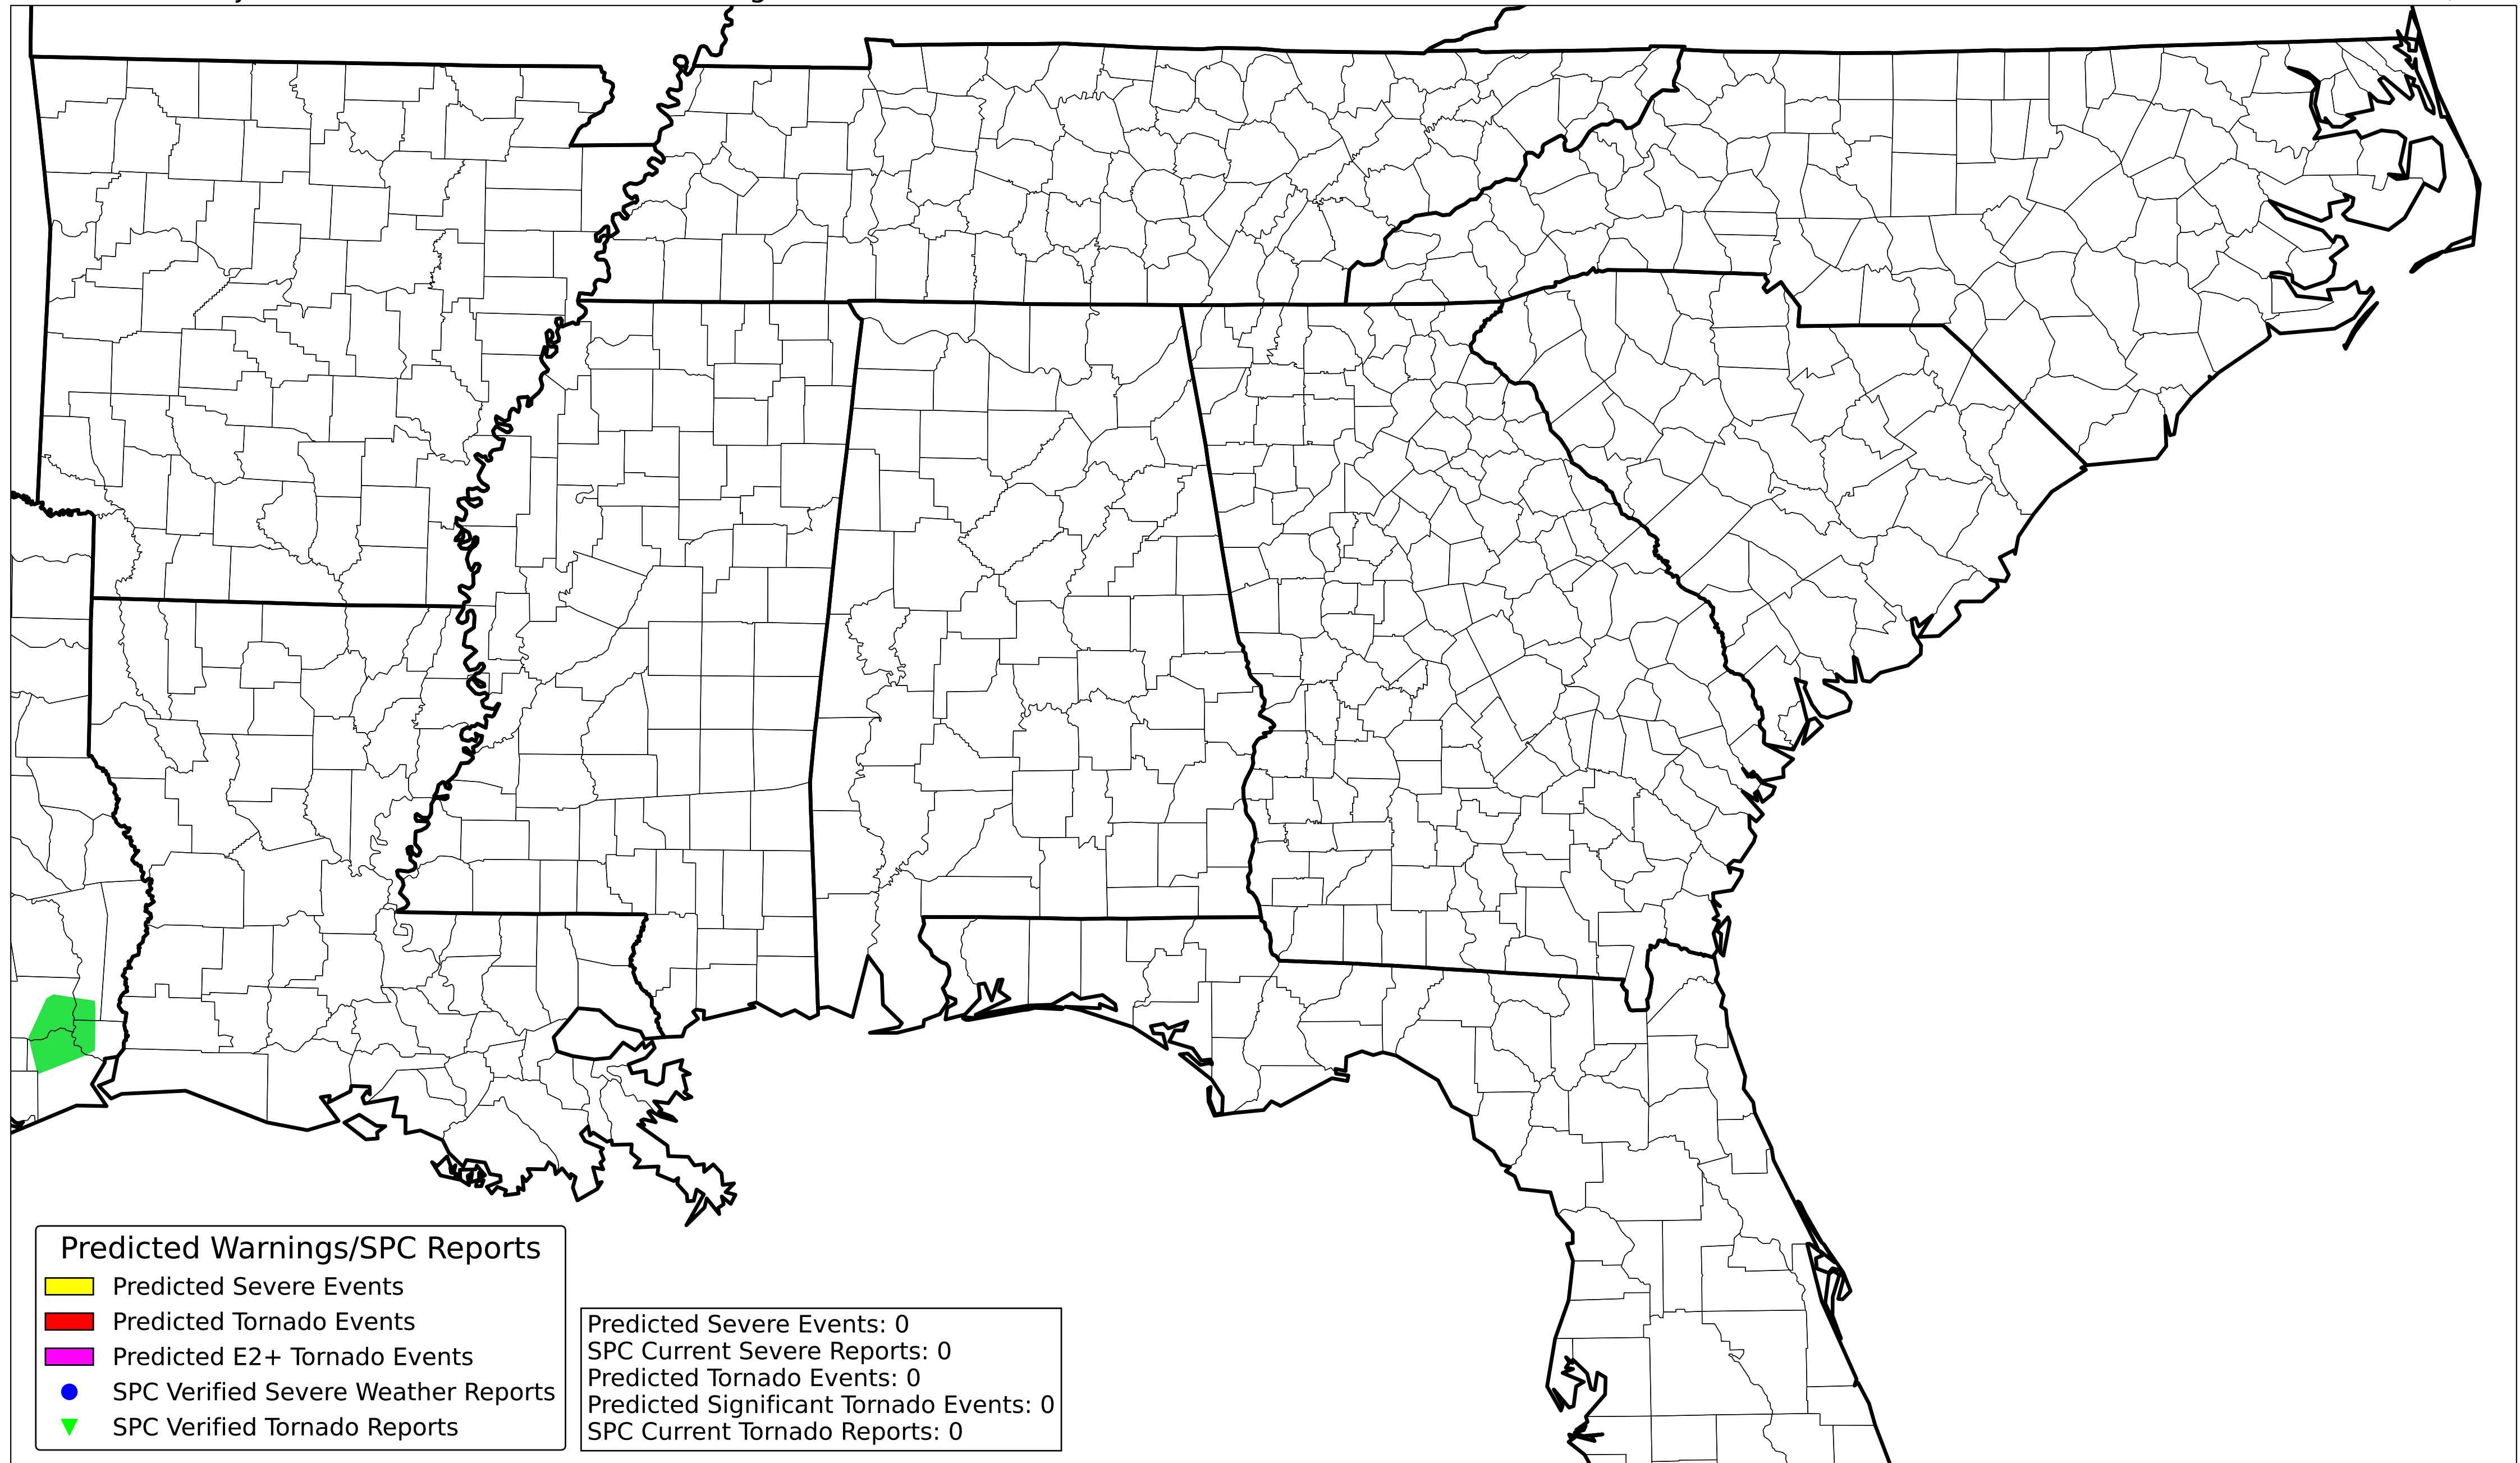 Predicted Warnings/SPC Reports
Predicted Severe Events
Predicted Tornado Events
Predicted E2+ Tornado Events
SPC Verified Severe Weather Reports
SPC Verified Tornado Reports
Predicted Severe Events: 0
SPC Current Severe Reports: 0
Predicted Tornado Events: 0
Predicted Significant Tornado Events: 0
SPC Current Tornado Reports: 0